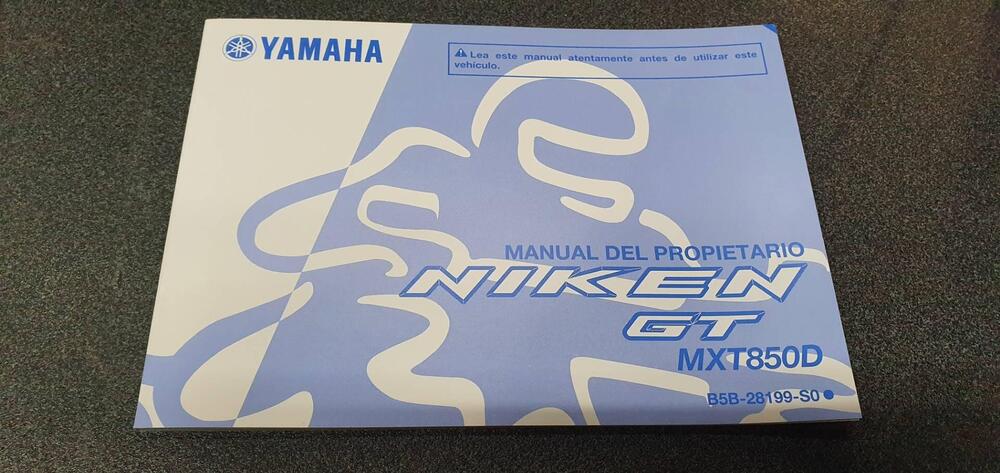 YAMAHA
⚠ Lea este manual atentamente antes de utilizar este
vehículo.
MANUAL DEL PROPIETARIO
NIKEN
GT
MXT850D
B5B-28199-S0